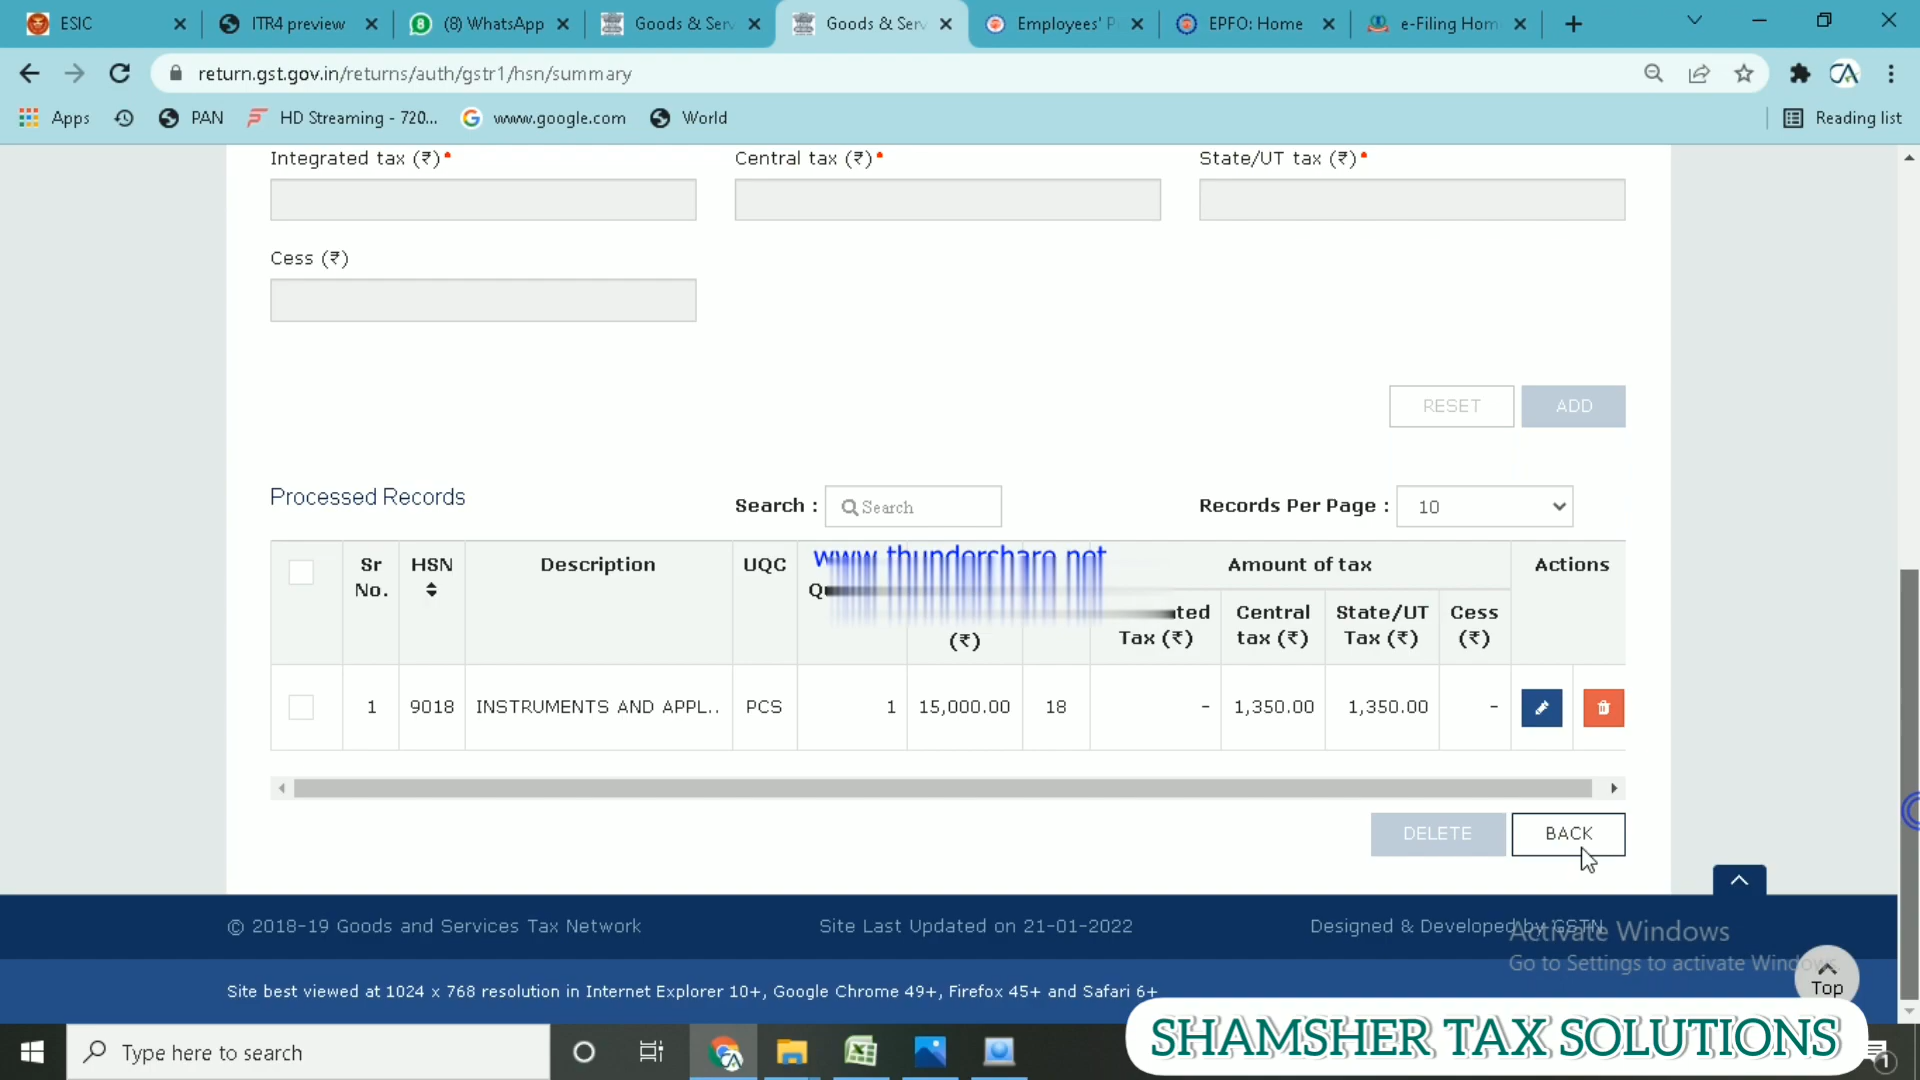 ESIC
ITR4 preview
(8) WhatsApp
Goods & Serv
Goods & Serv
Employees' P
EPFO: Home
e-Filing Hom
return.gst.gov.in/returns/auth/gstr1/hsn/summary
Apps
PAN
HD Streaming - 720...
www.google.com
World
Reading list
Integrated tax (₹)•
Central tax (₹)•
State/UT tax (₹)•
Cess (₹)
RESET
ADD
Processed Records
Search :
Search
Records Per Page :
10
Sr No.
HSN
Description
UQC
(₹)
Amount of tax
Tax (₹)
Central tax (₹)
State/UT Tax (₹)
Cess (₹)
Actions
www.thundershare.net
1 9018 INSTRUMENTS AND APPL.. PCS 1 15,000.00 18 - 1,350.00 1,350.00 -
DELETE
BACK
© 2018-19 Goods and Services Tax Network
Site Last Updated on 21-01-2022
Designed & Developed by GSTN
Activate Windows
Go to Settings to activate Windows.
Site best viewed at 1024 x 768 resolution in Internet Explorer 10+, Google Chrome 49+, Firefox 45+ and Safari 6+
Top
Type here to search
SHAMSHER TAX SOLUTIONS
1